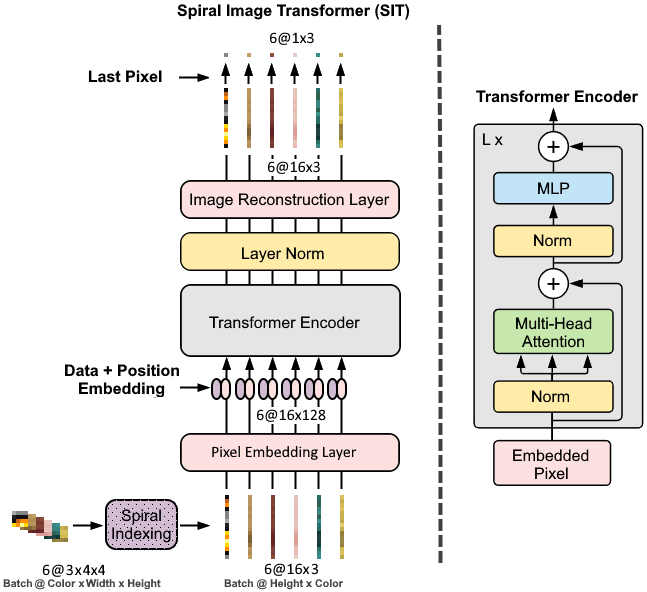 Spiral Image Transformer (SIT)
6@1x3
Last Pixel
6@16x3
Image Reconstruction Layer
Layer Norm
Transformer Encoder
Data + Position
Embedding
6@16x128
Pixel Embedding Layer
Spiral
Indexing
6@3x4x4
Batch @ Color x Width x Height
6@16x3
Batch @ Height x Color
Transformer Encoder
L x
+
MLP
Norm
+
Multi-Head
Attention
Norm
Embedded
Pixel